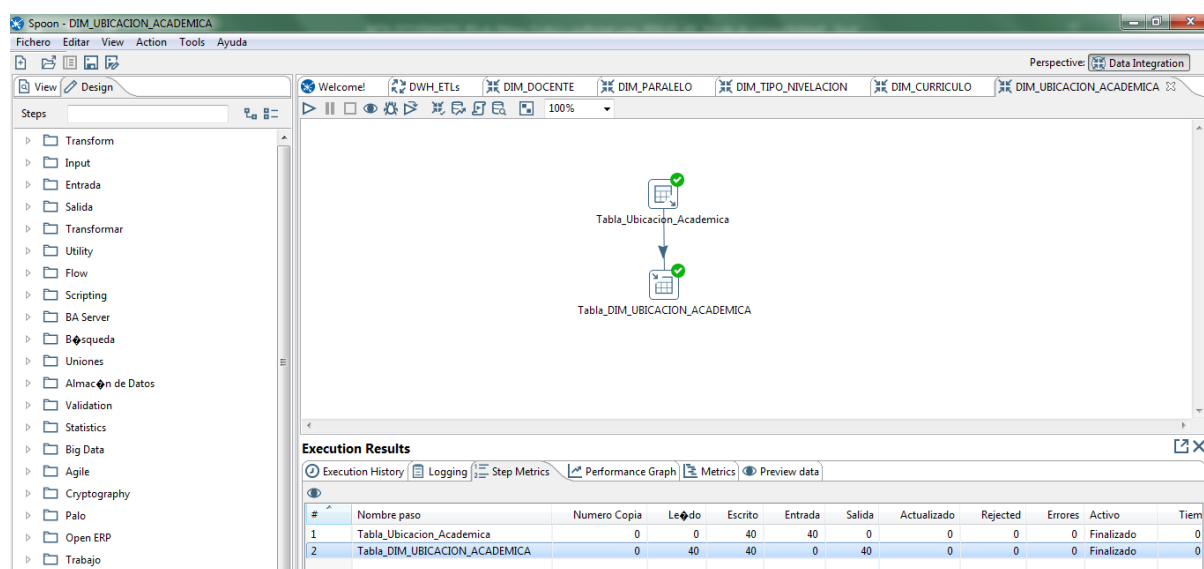 Spoon - DIM_UBICACION_ACADEMICA
Fichero Editar View Action Tools Ayuda
Perspective: Data Integration
View Design
Welcome! DWH_ETLs DIM_DOCENTE DIM_PARALELO DIM_TIPO_NIVELACION DIM_CURRICULO DIM_UBICACION_ACADEMICA
Steps
100%
Transform
Input
Entrada
Salida
Transformar
Utility
Flow
Scripting
BA Server
B�squeda
Uniones
Almac�n de Datos
Validation
Statistics
Big Data
Agile
Cryptography
Palo
Open ERP
Trabajo
Tabla_Ubicacion_Academica
Tabla_DIM_UBICACION_ACADEMICA
Execution Results
Execution History Logging Step Metrics Performance Graph Metrics Preview data
# Nombre paso Numero Copia Le�do Escrito Entrada Salida Actualizado Rejected Errores Activo Tiem
1 Tabla_Ubicacion_Academica 0 0 40 40 0 0 0 0 Finalizado 0
2 Tabla_DIM_UBICACION_ACADEMICA 0 40 40 0 40 0 0 0 Finalizado 0